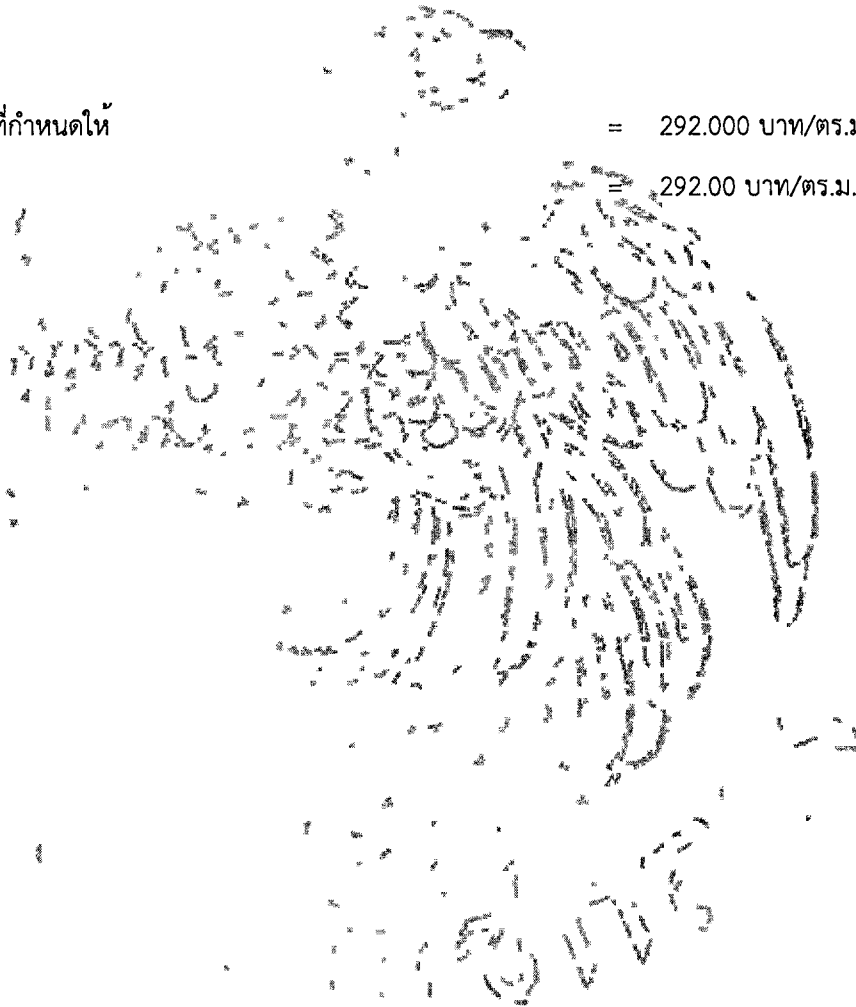 ที่กำหนดให้ = 292.000 บาท/ตร.ม
= 292.00 บาท/ตร.ม.